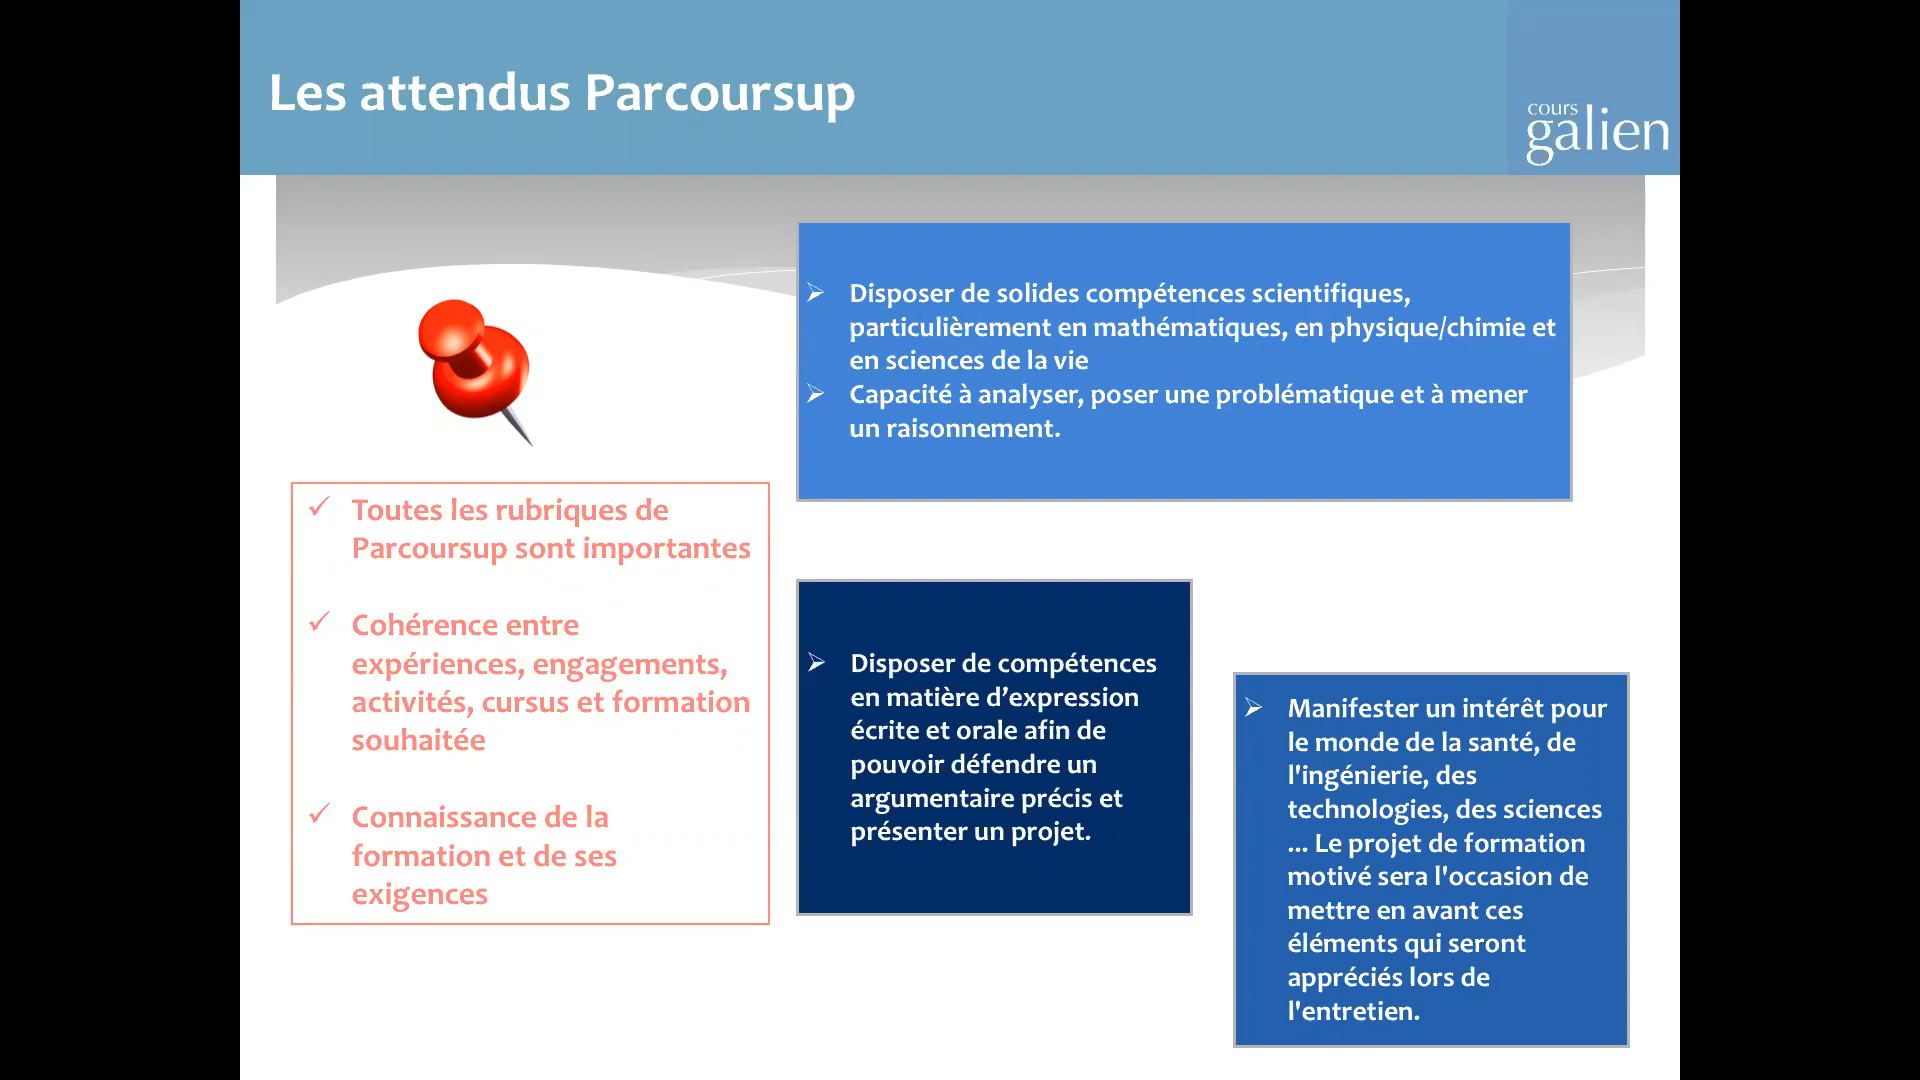 Les attendus Parcoursup
cours
galien
Disposer de solides compétences scientifiques,
particulièrement en mathématiques, en physique/chimie et
en sciences de la vie
Capacité à analyser, poser une problématique et à mener
un raisonnement.
Toutes les rubriques de
Parcoursup sont importantes
Cohérence entre
expériences, engagements,
activités, cursus et formation
souhaitée
Connaissance de la
formation et de ses
exigences
Disposer de compétences
en matière d’expression
écrite et orale afin de
pouvoir défendre un
argumentaire précis et
présenter un projet.
Manifester un intérêt pour
le monde de la santé, de
l'ingénierie, des
technologies, des sciences
... Le projet de formation
motivé sera l'occasion de
mettre en avant ces
éléments qui seront
appréciés lors de
l'entretien.